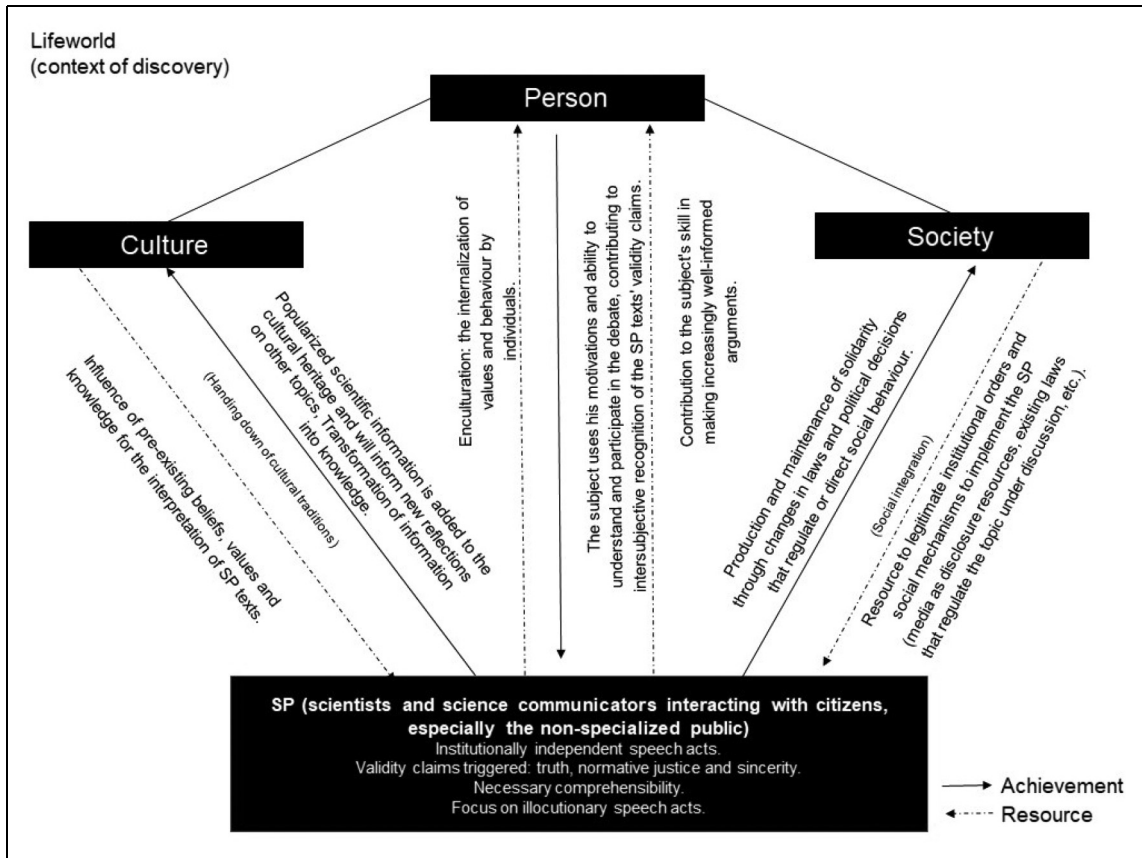 Lifeworld
(context of discovery)
Person
Culture
Society
Influence of pre-existing beliefs, values and
knowledge for the interpretation of SP texts.
(Handing down of cultural traditions)
Popularized scientific information is added to the
cultural heritage and will inform new reflections
on other topics, Transformation of information
into knowledge.
Enculturation: the internalization of
values and behaviour by
individuals.
The subject uses his motivations and ability to
understand and participate in the debate, contributing to
intersubjective recognition of the SP texts' validity claims.
Contribution to the subject's skill in
making increasingly well-informed
arguments.
Production and maintenance of solidarity
through changes in laws and political decisions
that regulate or direct social behaviour.
(Social integration)
Resource to legitimate institutional orders and
social mechanisms to implement the SP
(media as disclosure resources, existing laws
that regulate the topic under discussion, etc.).
SP (scientists and science communicators interacting with citizens,
especially the non-specialized public)
Institutionally independent speech acts.
Validity claims triggered: truth, normative justice and sincerity.
Necessary comprehensibility.
Focus on illocutionary speech acts.
Achievement
Resource